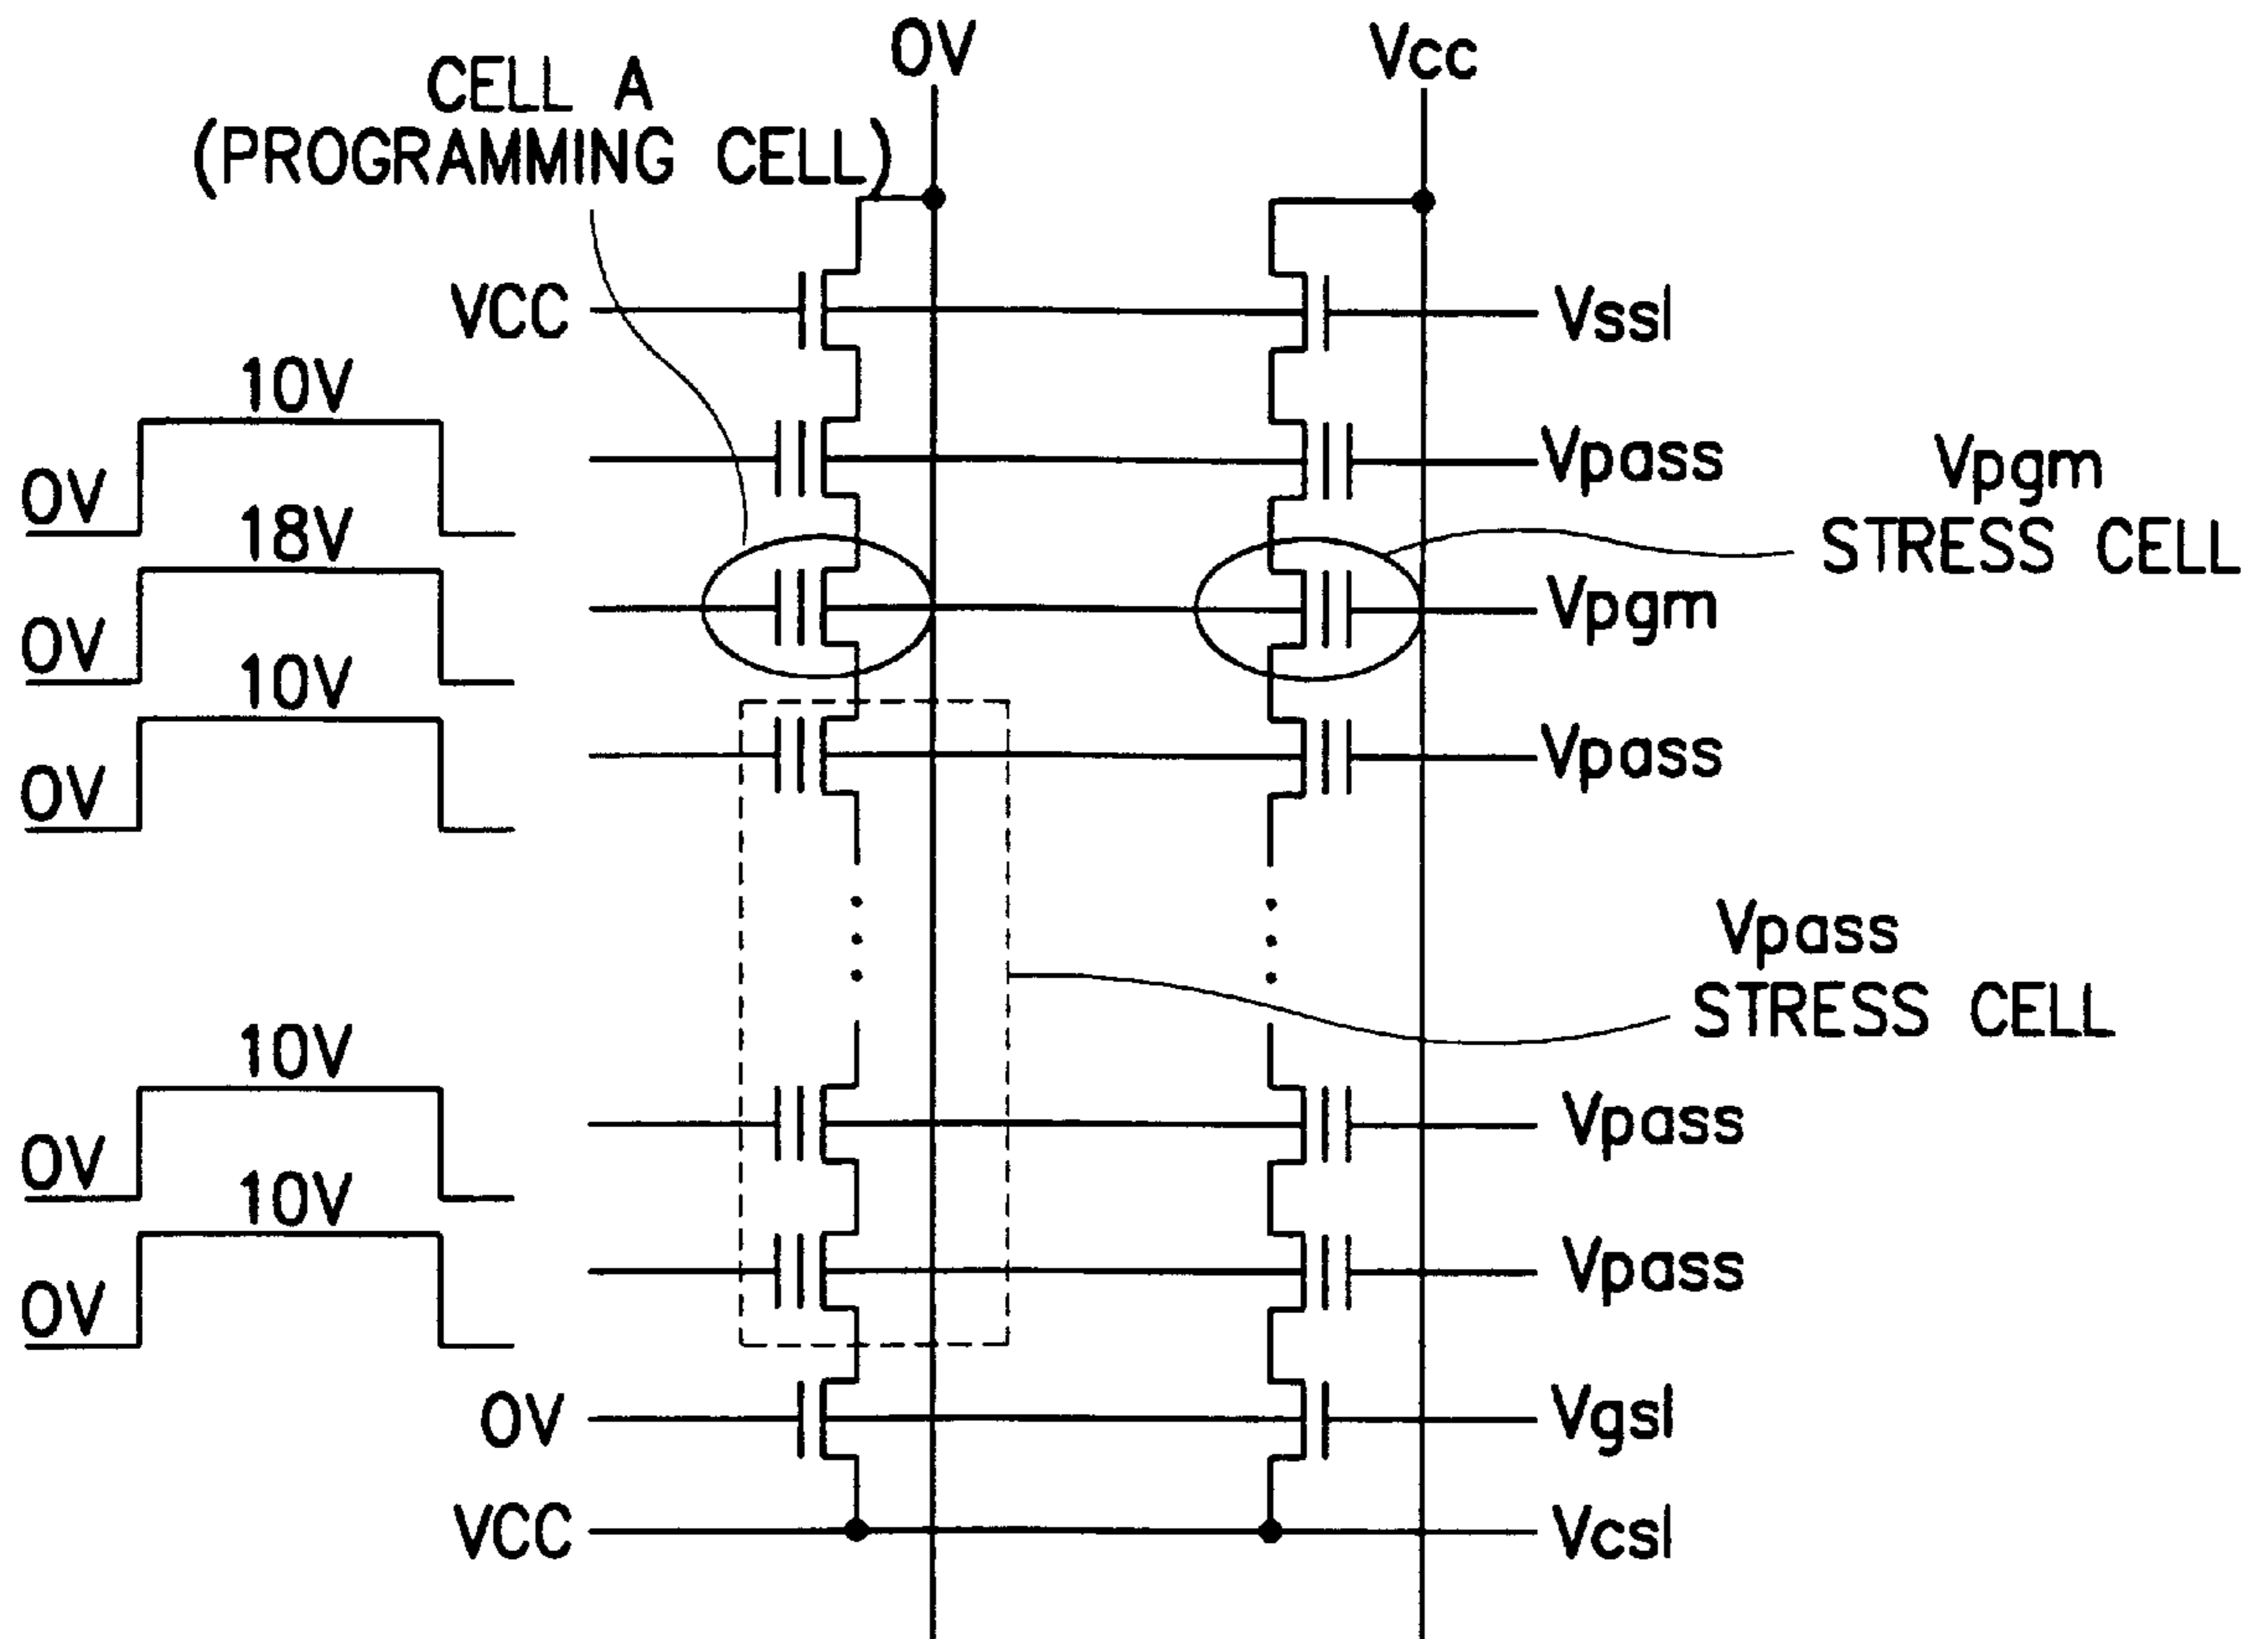 0V
Vcc
CELL A
(PROGRAMMING CELL)
VCC
Vssl
10V
0V
Vpass
Vpgm
STRESS CELL
18V
0V
Vpgm
10V
0V
Vpass
Vpass
STRESS CELL
10V
0V
Vpass
10V
0V
Vpass
0V
Vgsl
VCC
Vcsl